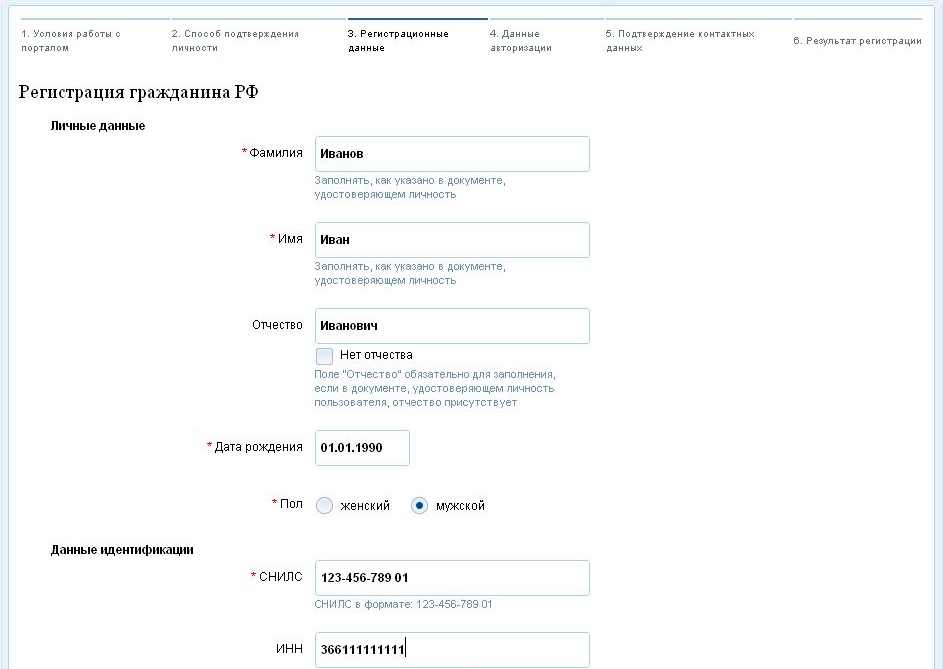 1. Условия работы с порталом
2. Способ подтверждения личности
3. Регистрационные данные
4. Данные авторизации
5. Подтверждение контактных данных
6. Результат регистрации
Регистрация гражданина РФ
Личные данные
* Фамилия Иванов
Заполнять, как указано в документе,
удостоверяющем личность
* Имя Иван
Заполнять, как указано в документе,
удостоверяющем личность
Отчество Иванович
Нет отчества
Поле "Отчество" обязательно для заполнения,
если в документе, удостоверяющем личность
пользователя, отчество присутствует
* Дата рождения 01.01.1990
* Пол женский мужской
Данные идентификации
* СНИЛС 123-456-789 01
СНИЛС в формате: 123-456-789 01
ИНН 366111111111